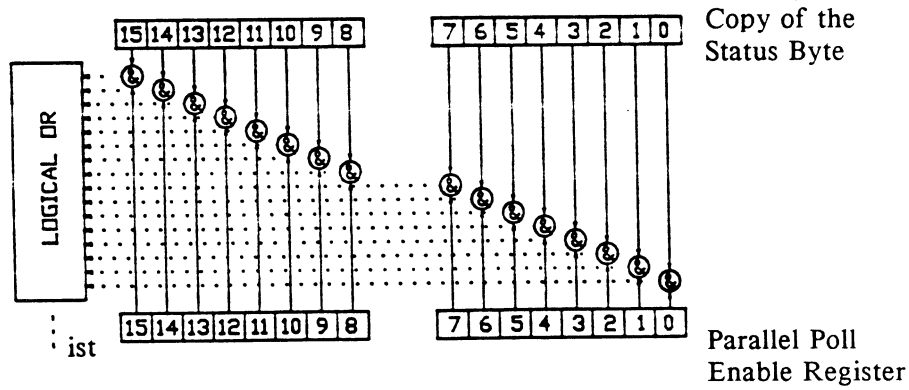 15 14 13 12 11 10 9 8
7 6 5 4 3 2 1 0
Copy of the
Status Byte
& & & & & & & &
& & & & & & & &
LOGICAL OR
15 14 13 12 11 10 9 8
7 6 5 4 3 2 1 0
ist
Parallel Poll
Enable Register